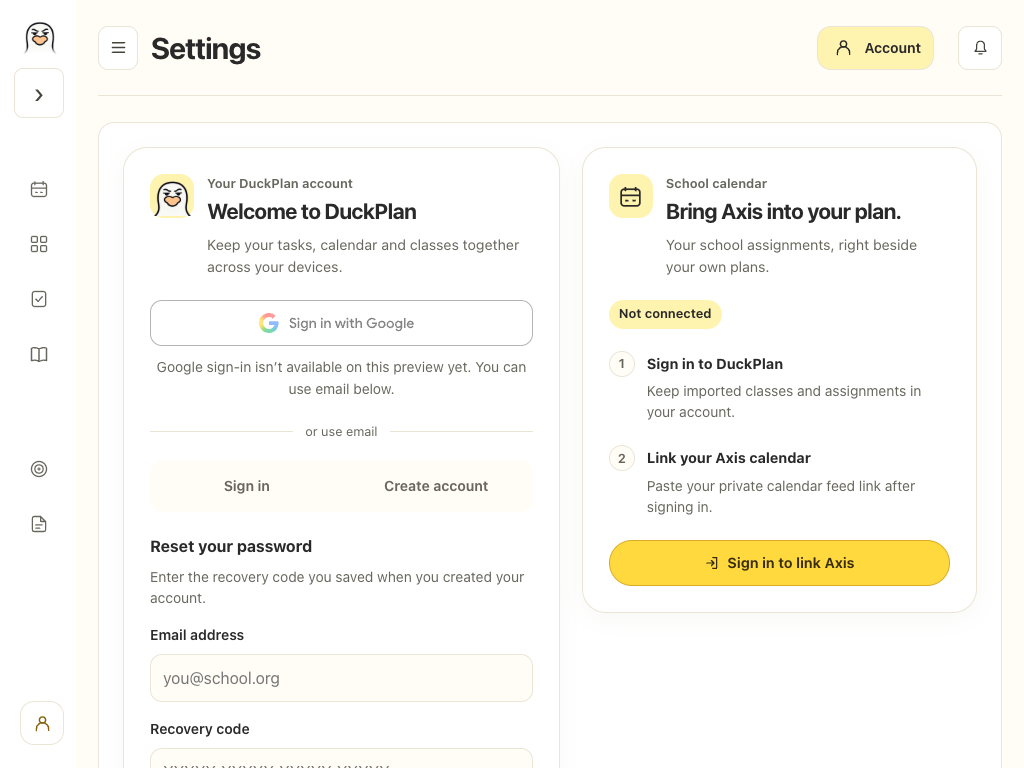 Settings
Account
Your DuckPlan account
Welcome to DuckPlan
Keep your tasks, calendar and classes together
across your devices.
Sign in with Google
Google sign-in isn’t available on this preview yet. You can
use email below.
or use email
Sign in
Create account
Reset your password
Enter the recovery code you saved when you created your
account.
Email address
you@school.org
Recovery code
School calendar
Bring Axis into your plan.
Your school assignments, right beside
your own plans.
Not connected
1
Sign in to DuckPlan
Keep imported classes and assignments in
your account.
2
Link your Axis calendar
Paste your private calendar feed link after
signing in.
Sign in to link Axis